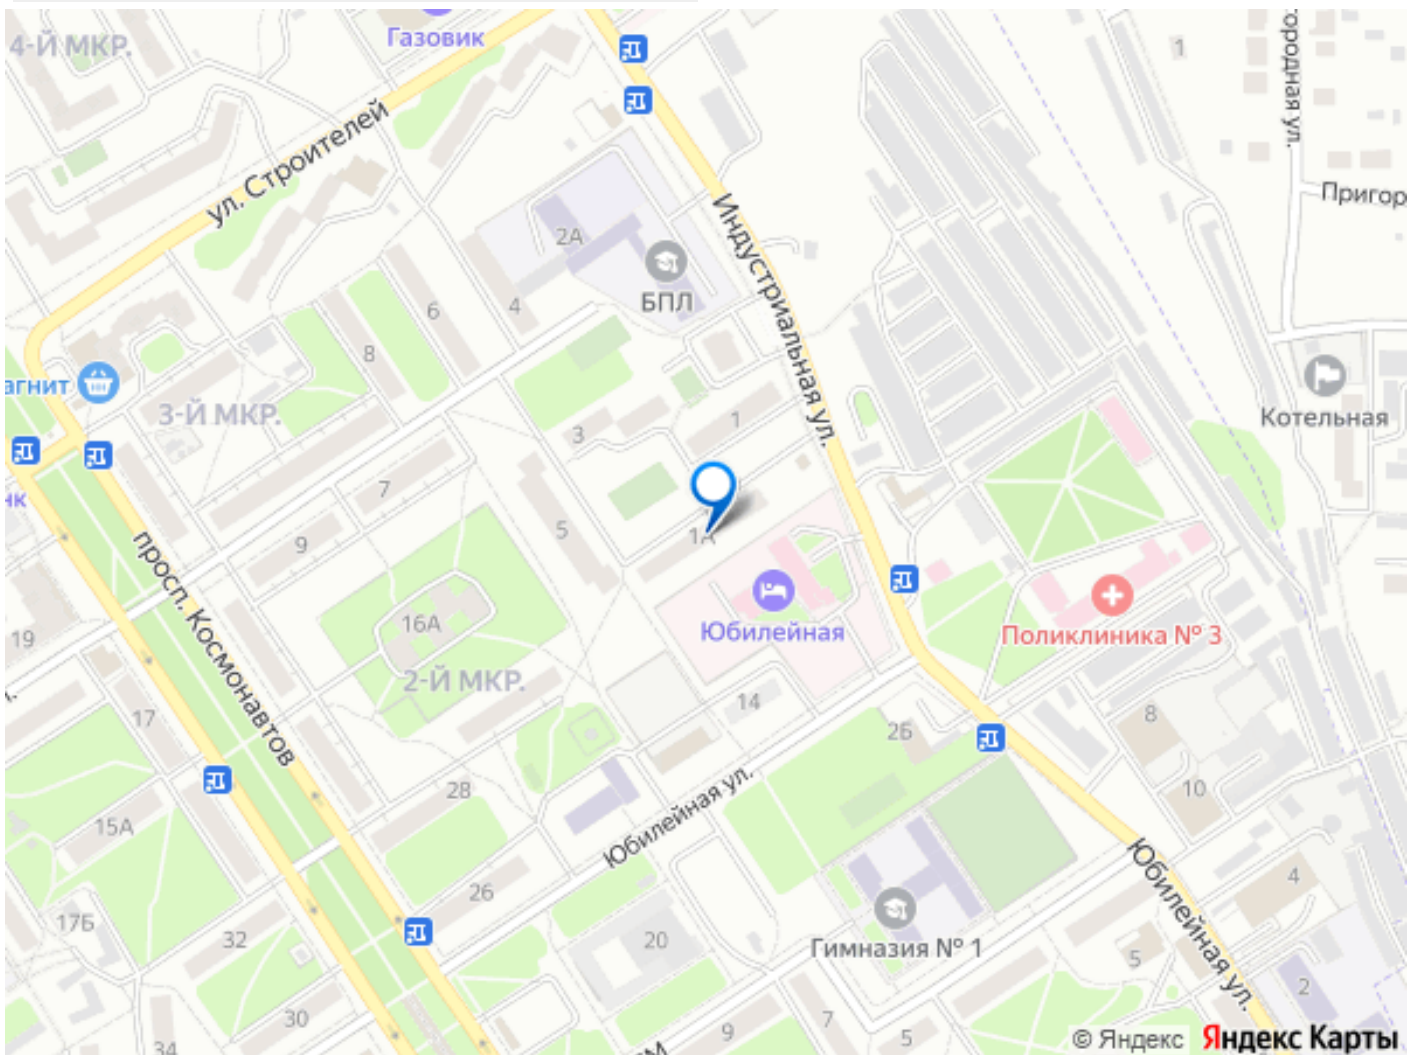 4-Й МКР.
Газовик
1
городная ул.
Пригор
ул. Строителей
Индустриальная ул.
2А
БПЛ
6
4
8
агнит
3-Й МКР.
Котельная
1
3
7
нк
5
9
1А
просп. Космонавтов
16А
19
Юбилейная
Поликлиника № 3
2-Й МКР.
14
17
2Б
8
28
10
15А
Юбилейная ул.
26
Юбилейная ул.
4
17Б
32
20
Гимназия № 1
5
2
30
9
7
5
34
© Яндекс Яндекс Карты